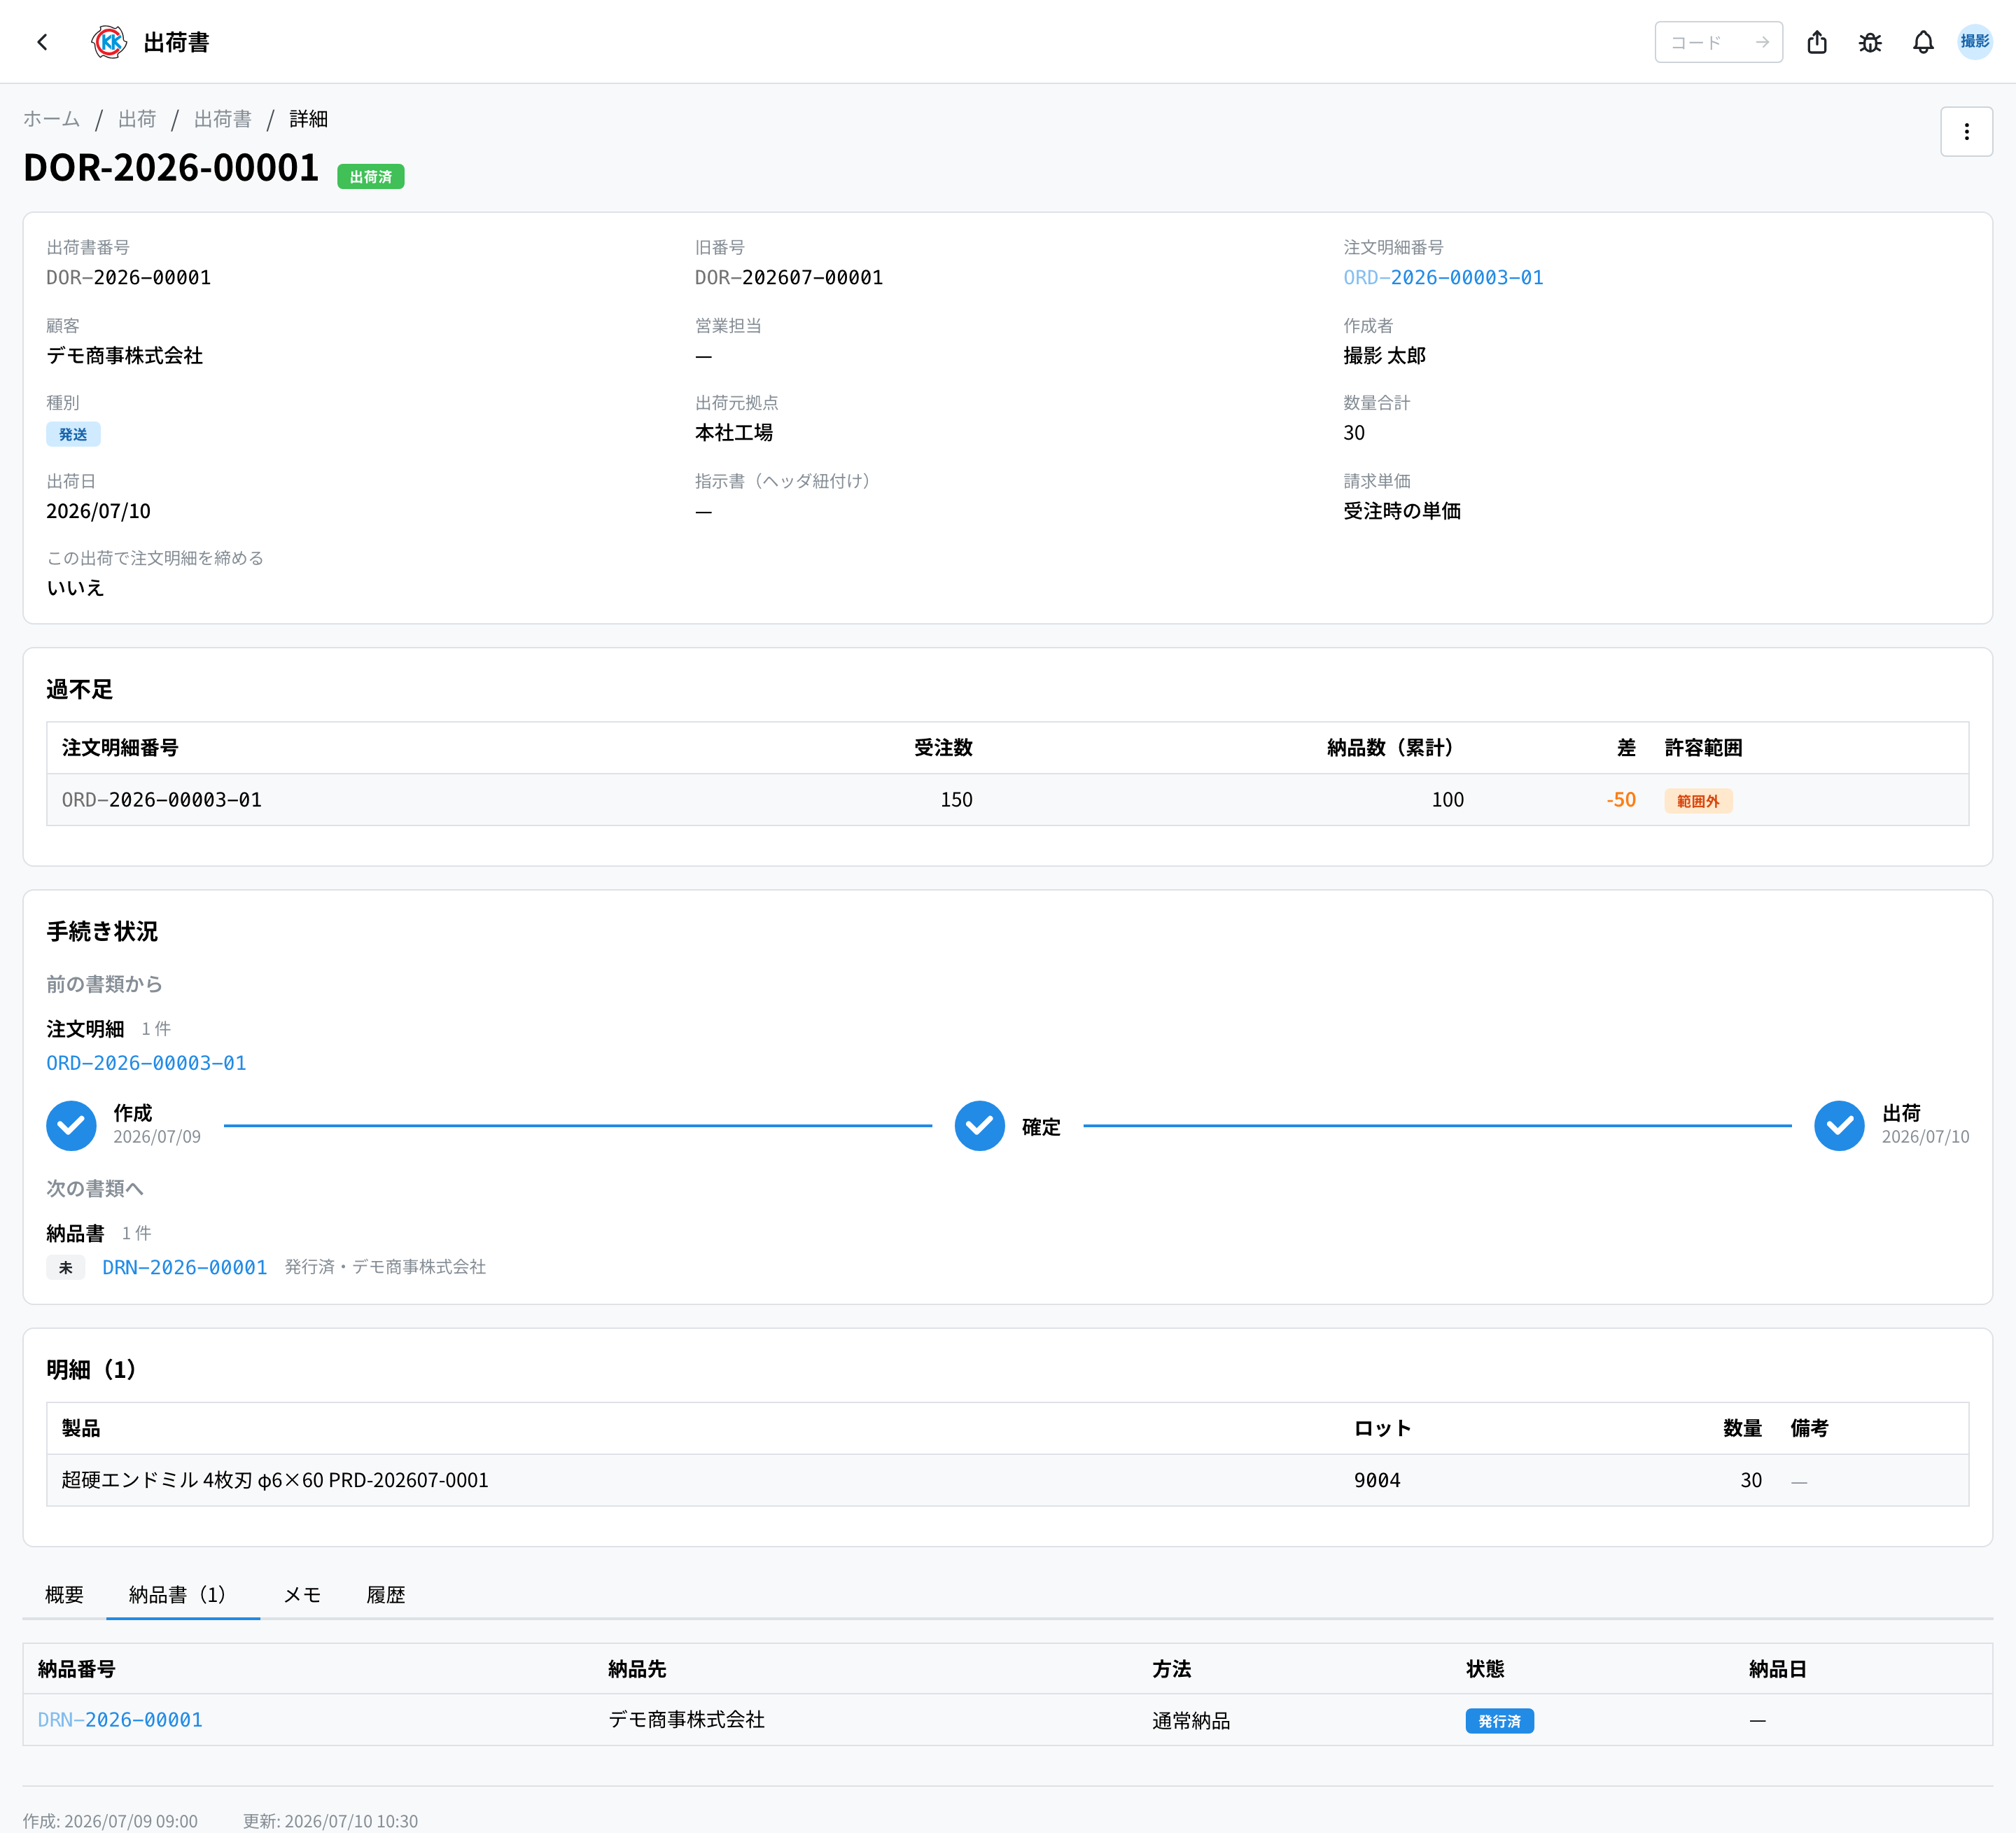 KK 出荷書 コード 撮影
ホーム / 出荷 / 出荷書 / 詳細
DOR-2026-00001 出荷済
出荷書番号 旧番号 注文明細番号
DOR-2026-00001 DOR-202607-00001 ORD-2026-00003-01
顧客 営業担当 作成者
デモ商事株式会社 — 撮影 太郎
種別 出荷元拠点 数量合計
発送 本社工場 30
出荷日 指示書（ヘッダ紐付け） 請求単価
2026/07/10 — 受注時の単価
この出荷で注文明細を締める
いいえ
過不足
注文明細番号 受注数 納品数（累計） 差 許容範囲
ORD-2026-00003-01 150 100 -50 範囲外
手続き状況
前の書類から
注文明細 1 件
ORD-2026-00003-01
作成 確定 出荷
2026/07/09 2026/07/10
次の書類へ
納品書 1 件
未 DRN-2026-00001 発行済・デモ商事株式会社
明細（1）
製品 ロット 数量 備考
超硬エンドミル 4枚刃 φ6×60 PRD-202607-0001 9004 30 —
概要 納品書（1） メモ 履歴
納品番号 納品先 方法 状態 納品日
DRN-2026-00001 デモ商事株式会社 通常納品 発行済 —
作成: 2026/07/09 09:00 更新: 2026/07/10 10:30